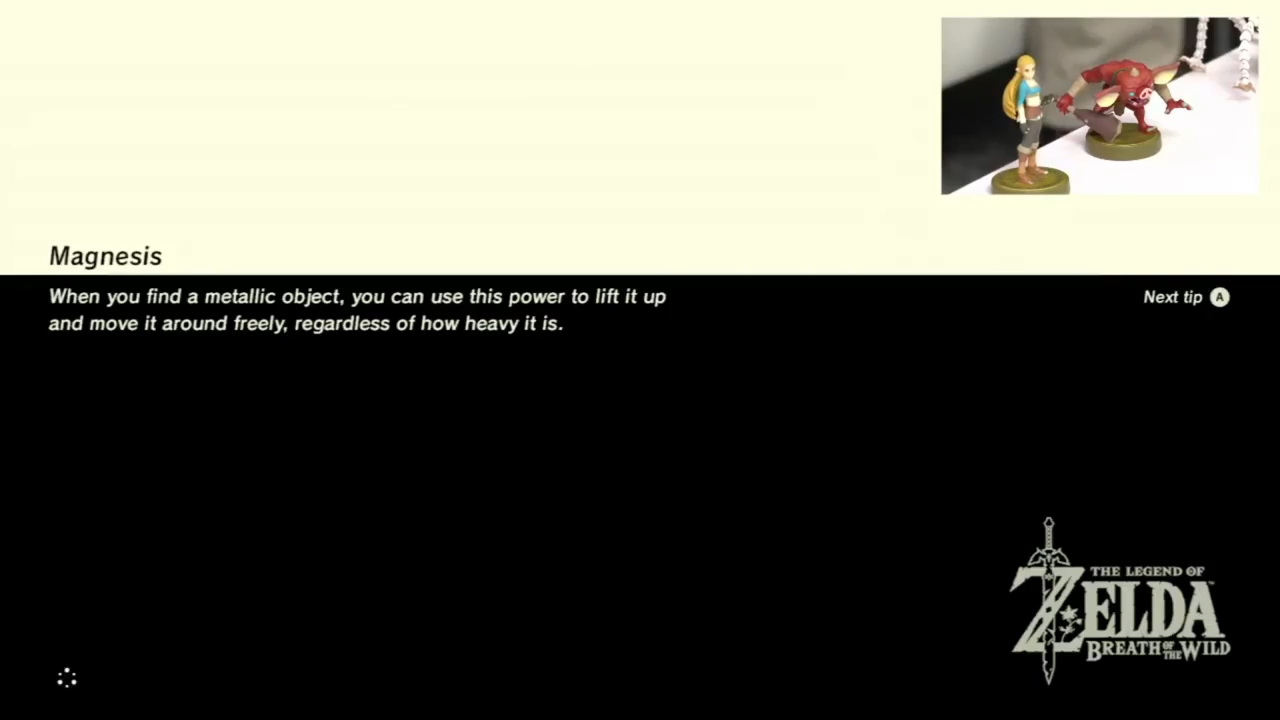 Magnesis
When you find a metallic object, you can use this power to lift it up
and move it around freely, regardless of how heavy it is.
Next tip A
THE LEGEND OF
ZELDA
BREATH OF THE WILD